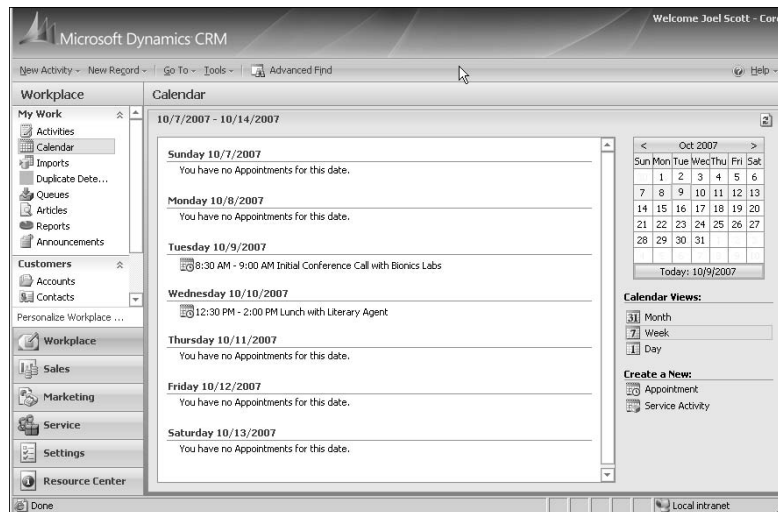 Welcome Joel Scott - Core
Microsoft Dynamics CRM
New Activity - New Record - Go To - Tools - Advanced Find Help -
Workplace
Calendar
My Work
Activities
Calendar
Imports
Duplicate Dete...
Queues
Articles
Reports
Announcements
Customers
Accounts
Contacts
Personalize Workplace ...
Workplace
Sales
Marketing
Service
Settings
Resource Center
10/7/2007 - 10/14/2007
Sunday 10/7/2007
You have no Appointments for this date.
Monday 10/8/2007
You have no Appointments for this date.
Tuesday 10/9/2007
8:30 AM - 9:00 AM Initial Conference Call with Bionics Labs
Wednesday 10/10/2007
12:30 PM - 2:00 PM Lunch with Literary Agent
Thursday 10/11/2007
You have no Appointments for this date.
Friday 10/12/2007
You have no Appointments for this date.
Saturday 10/13/2007
You have no Appointments for this date.
< Oct 2007 >
Sun Mon Tue Wed Thu Fri Sat
1 2 3 4 5 6
7 8 9 10 11 12 13
14 15 16 17 18 19 20
21 22 23 24 25 26 27
28 29 30 31
Today: 10/9/2007
Calendar Views:
31 Month
7 Week
1 Day
Create a New:
Appointment
Service Activity
Done
Local intranet